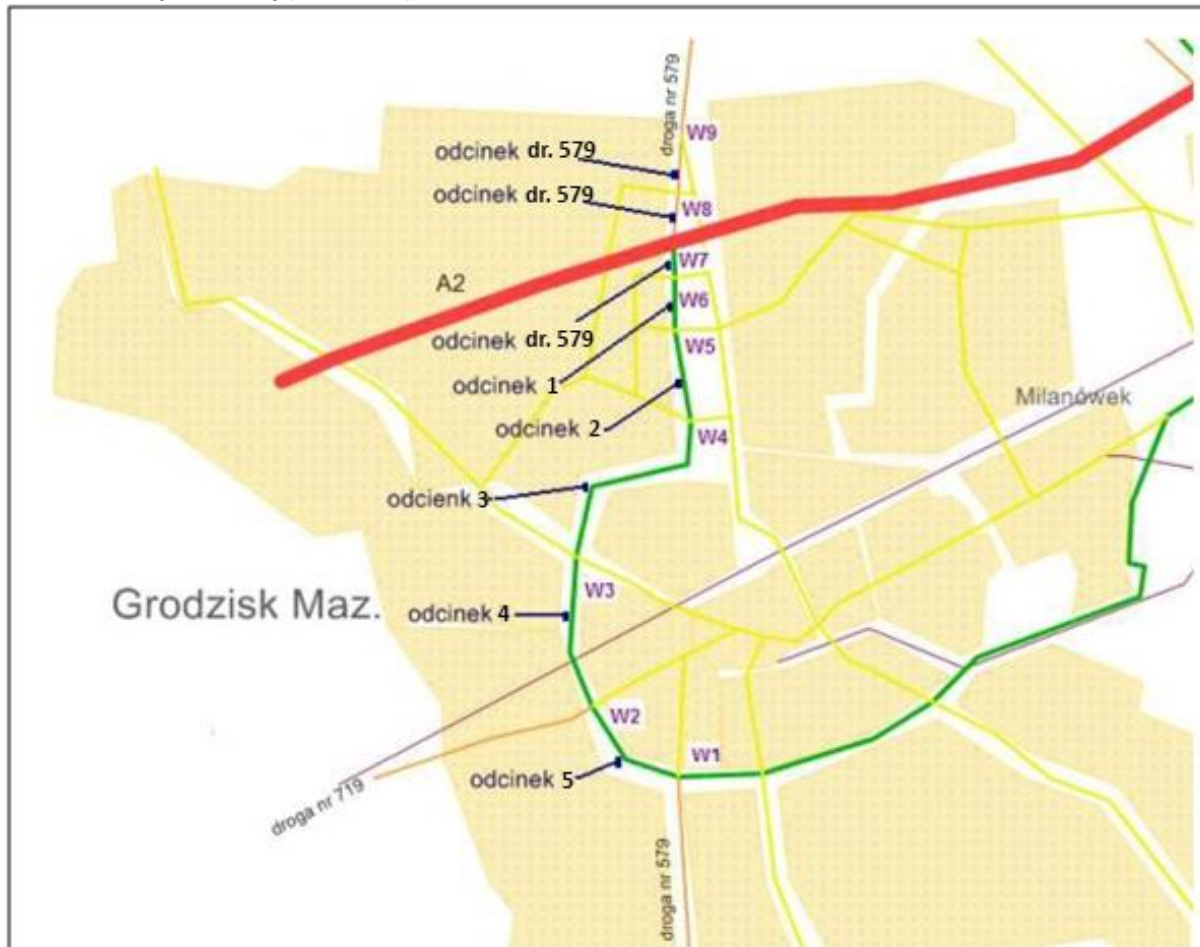 droga nr 579
W9
odcinek dr. 579
odcinek dr. 579
W8
W7
A2
W6
odcinek dr. 579
W5
odcinek 1
Milanówek
odcinek 2
W4
odcienk 3
W3
Grodzisk Maz.
odcinek 4
W2
W1
odcinek 5
droga nr 719
droga nr 579